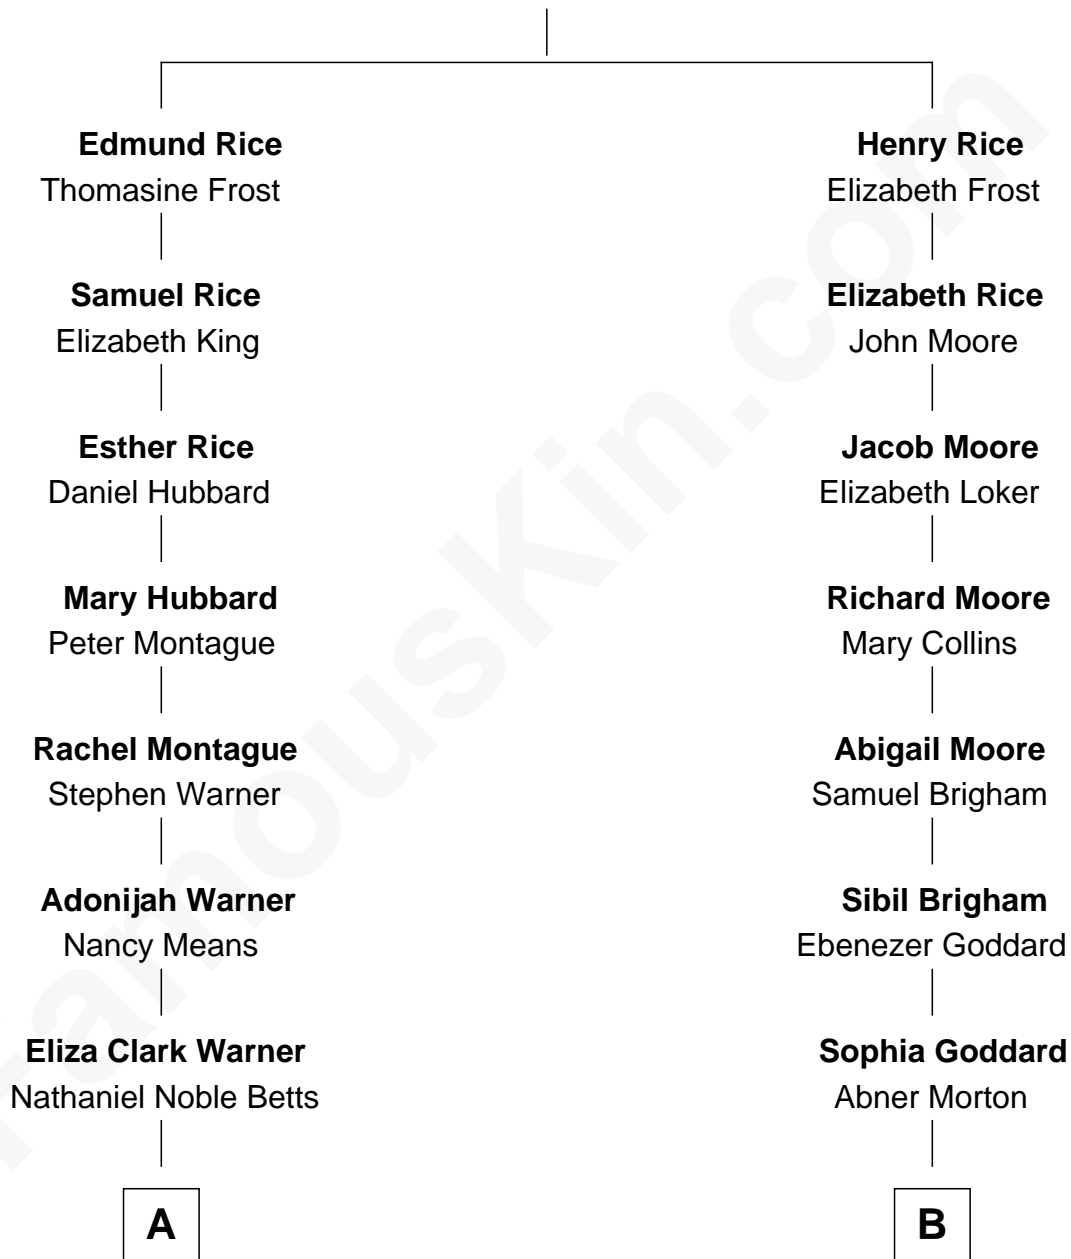 Edmund Rice
Thomasine Frost
Samuel Rice
Elizabeth King
Esther Rice
Daniel Hubbard
Mary Hubbard
Peter Montague
Rachel Montague
Stephen Warner
Adonijah Warner
Nancy Means
Eliza Clark Warner
Nathaniel Noble Betts
A
Henry Rice
Elizabeth Frost
Elizabeth Rice
John Moore
Jacob Moore
Elizabeth Loker
Richard Moore
Mary Collins
Abigail Moore
Samuel Brigham
Sibil Brigham
Ebenezer Goddard
Sophia Goddard
Abner Morton
B
FamousKin.com